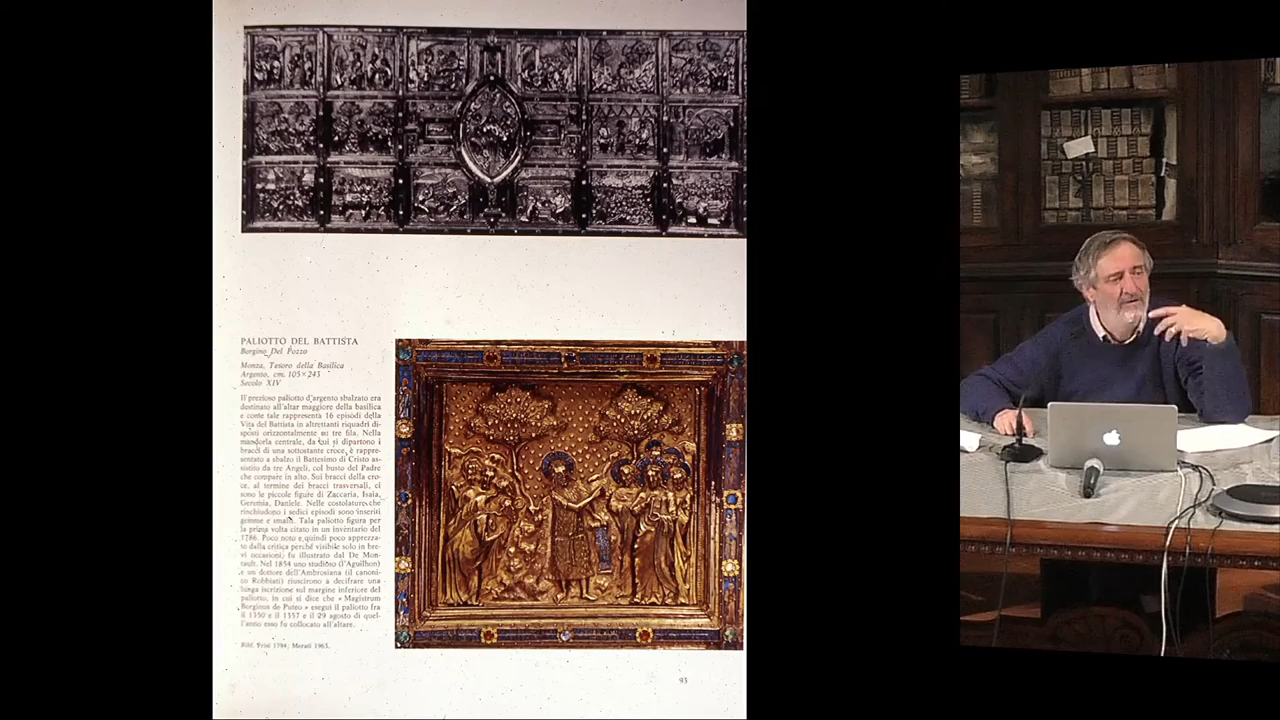 PALIOTTO DEL BATTISTA
Borgino Del Pozzo
Monza, Tesoro della Basilica
Argento, cm. 105×243
Secolo XIV
Il prezioso paliotto d'argento sbalzato era
destinato all'altar maggiore della basilica
e come tale rappresenta 16 episodi della
Vita del Battista in altrettanti riquadri di-
sposti orizzontalmente su tre fila. Nella
mandorla centrale, da cui si dipartono i
bracci di una sottostante croce, è rappre-
sentato a sbalzo il Battesimo di Cristo as-
sistito da tre Angeli, col busto del Padre
che compare in alto. Sui bracci della cro-
ce, al termine dei bracci trasversali, ci
sono le piccole figure di Zaccaria, Isaia,
Geremia, Daniele. Nelle costolature che
rinchiudono i sedici episodi sono inseriti
gemme e smalti. Tala paliotto figura per
la prima volta citato in un inventario del
1786. Poco noto e quindi poco apprezza-
to dalla critica perché visibile solo in bre-
vi occasioni, fu illustrato dal De Mon-
tault. Nel 1854 uno studioso (l'Aguilhon)
e un dottore dell'Ambrosiana (il canoni-
co Robbiati) riuscirono a decifrare una
lunga iscrizione sul margine inferiore del
paliotto, in cui si dice che « Magistrum
Borginus de Puteo » eseguì il paliotto fra
il 1350 e il 1357 e il 29 agosto di quel-
l'anno esso fu collocato all'altare.
Bibl. Frisi 1794; Merati 1963.
93